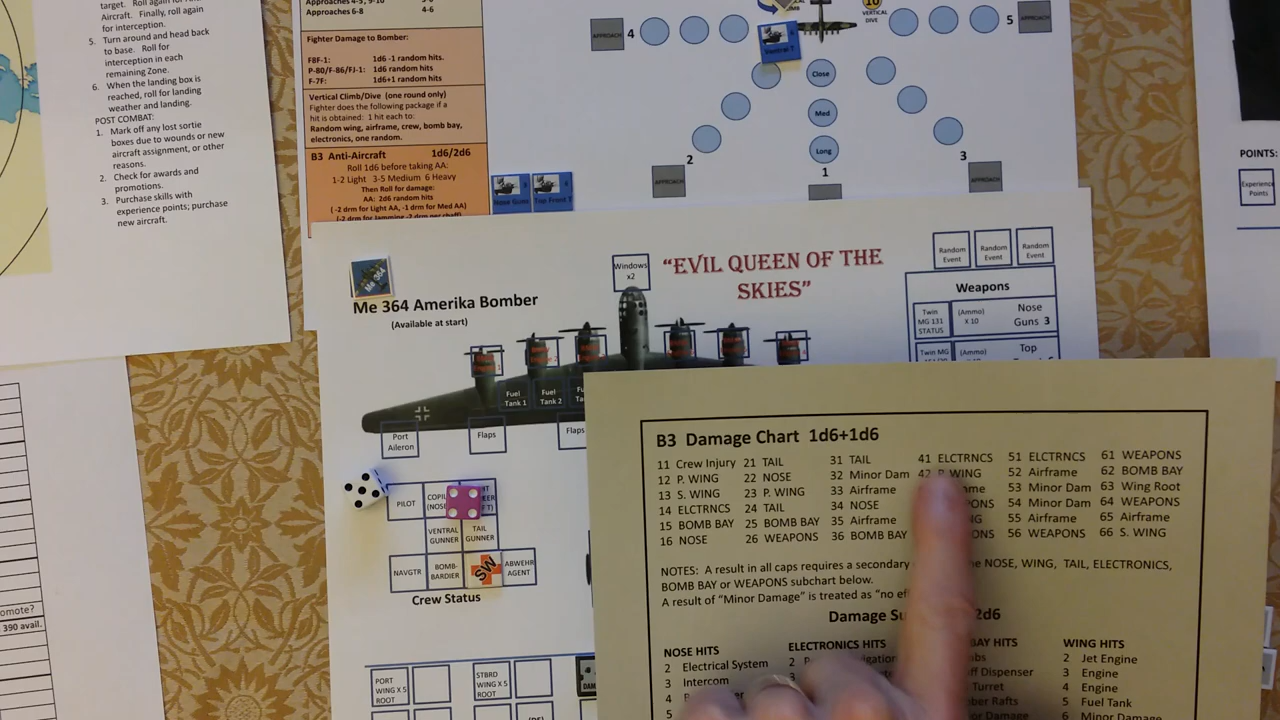 target. Roll again for
Aircraft. Finally, roll again
for interception.
5. Turn around and head
back to base. Roll for
interception in each
remaining Zone.
6. When the landing box is
reached, roll for landing
weather and landing.
POST COMBAT:
1. Mark off any lost sortie
boxes due to wounds or new
aircraft assignment, or other
reasons.
2. Check for awards and
promotions.
3. Purchase skills with
experience points; purchase
new aircraft.
Approaches 6-8 4-6
Fighter Damage to Bomber:
F8F-1: 1d6 -1 random hits.
P-80/F-86/FJ-1: 1d6 random hits
F-7F: 1d6+1 random hits
Vertical Climb/Dive (one round only)
Fighter does the following package if a
hit is obtained: 1 hit each to:
Random wing, airframe, crew, bomb bay,
electronics, one random.
B3 Anti-Aircraft 1d6/2d6
Roll 1d6 before taking AA:
1-2 Light 3-5 Medium 6 Heavy
Then Roll for damage:
AA: 2d6 random hits
( -2 drm for Light AA, -1 drm for Med AA)
APPROACH 4
10
VERTICAL
DIVE
5 APPROACH
Close
Med
Long
1
2
APPROACH
3
APPROACH
Nose Guns
Top Front T
Me 364
Me 364 Amerika Bomber
(Available at start)
Windows
x2
"EVIL QUEEN OF THE
SKIES"
Random
Event
Random
Event
Random
Event
Weapons
Twin
MG 131
STATUS
(Ammo)
X 10
Nose
Guns 3
Twin MG
(Ammo)
Top
Fuel
Tank 1
Fuel
Tank 2
Port
Aileron
Flaps
Flaps
PILOT
VENTRAL
GUNNER
TAIL
GUNNER
NAVGTR
BOMB-
BARDIER
SW
ABWEHR
AGENT
Crew Status
PORT
WING X 5
ROOT
STBRD
WING X 5
ROOT
B3 Damage Chart 1d6+1d6
11 Crew Injury 21 TAIL 31 TAIL 41 ELCTRNCS 51 ELCTRNCS 61 WEAPONS
12 P. WING 22 NOSE 32 Minor Dam 42 P. WING 52 Airframe 62 BOMB BAY
13 S. WING 23 P. WING 33 Airframe 53 Minor Dam 63 Wing Root
14 ELCTRNCS 24 TAIL 34 NOSE 54 Minor Dam 64 WEAPONS
15 BOMB BAY 25 BOMB BAY 35 Airframe 55 Airframe 65 Airframe
16 NOSE 26 WEAPONS 36 BOMB BAY 56 WEAPONS 66 S. WING
NOTES: A result in all caps requires a secondary NOSE, WING, TAIL, ELECTRONICS,
BOMB BAY or WEAPONS subchart below.
A result of "Minor Damage" is treated as "no
Damage 2d6
NOSE HITS
2 Electrical System
3 Intercom
4
5
ELECTRONICS HITS
2
WING HITS
2 Jet Engine
3 Engine
4 Engine
5 Fuel Tank
6 Minor Damage
POINTS:
Experience
Points
390 avail.